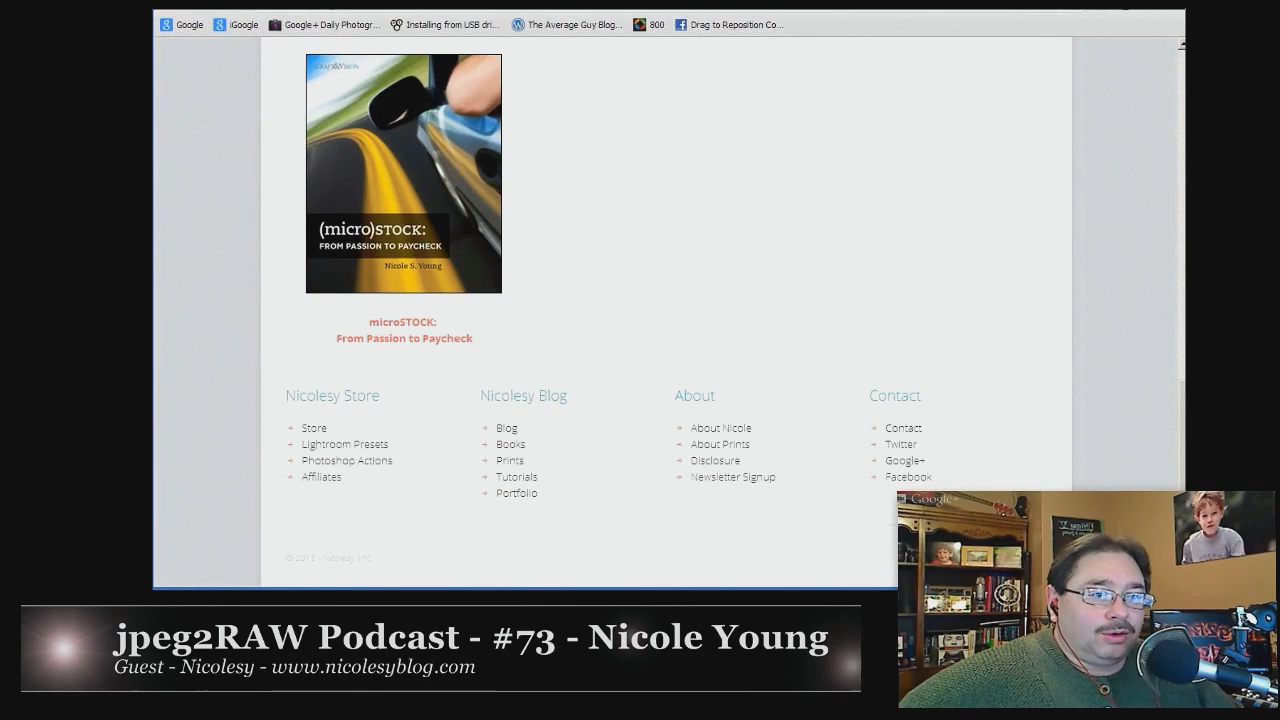 Google
iGoogle
Google+ Daily Photogr...
Installing from USB dri...
The Average Guy Blog...
800
Drag to Reposition Co...
CRAFT&VISION
(micro)STOCK:
FROM PASSION TO PAYCHECK
Nicole S. Young
microSTOCK:
From Passion to Paycheck
Nicolesy Store
Store
Lightroom Presets
Photoshop Actions
Affiliates
Nicolesy Blog
Blog
Books
Prints
Tutorials
Portfolio
About
About Nicole
About Prints
Disclosure
Newsletter Signup
Contact
Contact
Twitter
Google+
Facebook
© 2013 - Nicolesy, Inc.
Google+
jpeg2RAW Podcast - #73 - Nicole Young
Guest - Nicolesy - www.nicolesyblog.com